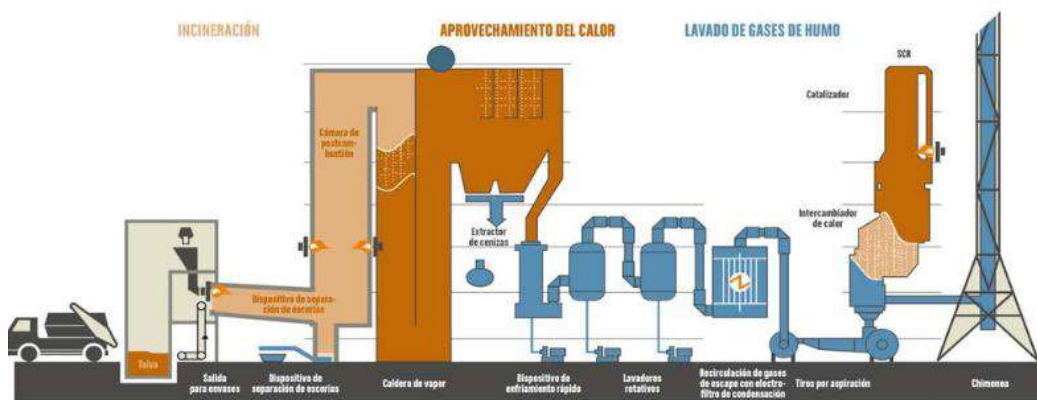 INCINERACIÓN
APROVECHAMIENTO DEL CALOR
LAVADO DE GASES DE HUMO
SCR
Catalizador
Cámara de
postcom-
bustión
Intercambiador
de calor
Extractor
de cenizas
Dispositivo de separa-
ción de escorias
Tolva
Salida
para envases
Dispositivo de
separación de escorias
Caldera de vapor
Dispositivo de
enfriamiento rápido
Lavadores
rotativos
Recirculación de gases
de escape con electro-
filtro de condensación
Tiros por aspiración
Chimenea